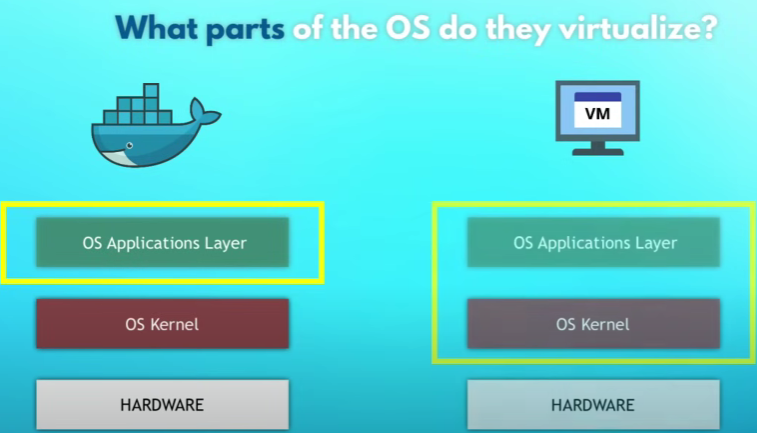 What parts of the OS do they virtualize?
VM
OS Applications Layer
OS Kernel
HARDWARE
OS Applications Layer
OS Kernel
HARDWARE